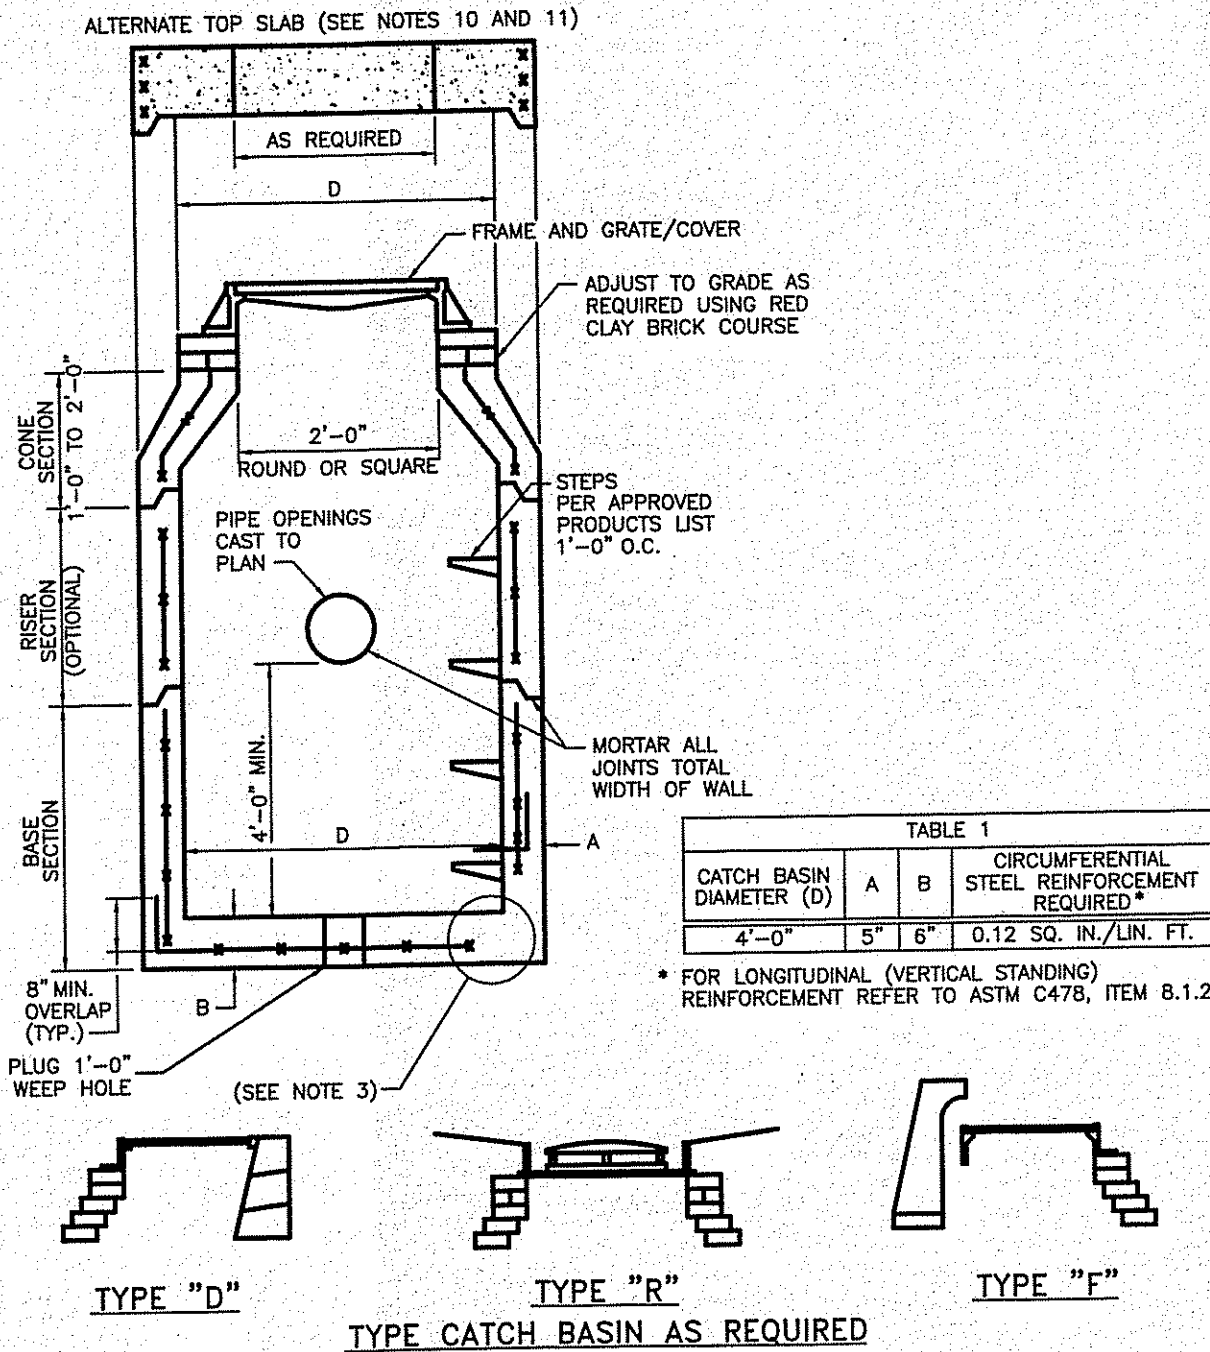 ALTERNATE TOP SLAB (SEE NOTES 10 AND 11)
AS REQUIRED
D
FRAME AND GRATE/COVER
ADJUST TO GRADE AS
REQUIRED USING RED
CLAY BRICK COURSE
CONE
SECTION
1'-0" TO 2'-0"
2'-0"
ROUND OR SQUARE
STEPS
PER APPROVED
PRODUCTS LIST
1'-0" O.C.
PIPE OPENINGS
CAST TO
PLAN
RISER
SECTION
(OPTIONAL)
4'-0" MIN.
MORTAR ALL
JOINTS TOTAL
WIDTH OF WALL
BASE
SECTION
D
A
TABLE 1
CATCH BASIN
DIAMETER (D)
A
B
CIRCUMFERENTIAL
STEEL REINFORCEMENT
REQUIRED*
4'-0"
5"
6"
0.12 SQ. IN./LIN. FT.
* FOR LONGITUDINAL (VERTICAL STANDING)
REINFORCEMENT REFER TO ASTM C478, ITEM 8.1.2
8" MIN.
OVERLAP
(TYP.)
B
PLUG 1'-0"
WEEP HOLE
(SEE NOTE 3)
TYPE "D"
TYPE "R"
TYPE "F"
TYPE CATCH BASIN AS REQUIRED